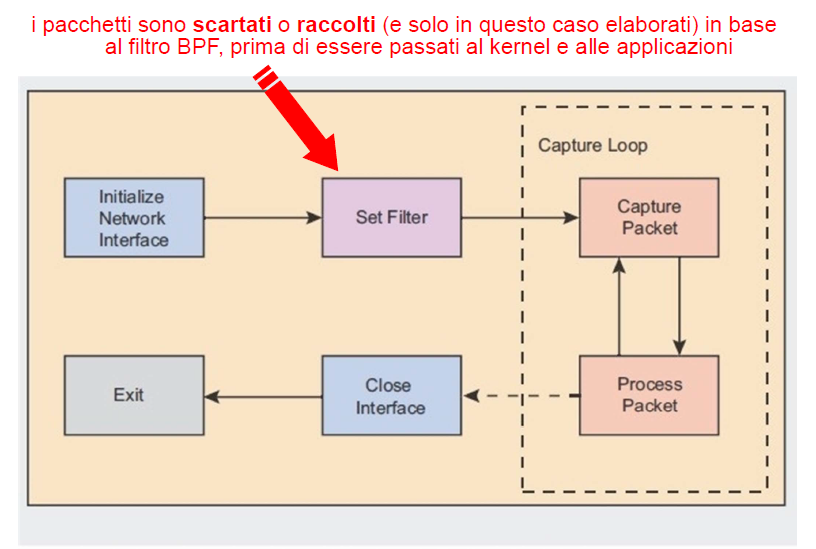 i pacchetti sono scartati o raccolti (e solo in questo caso elaborati) in base
al filtro BPF, prima di essere passati al kernel e alle applicazioni
Capture Loop
Initialize
Network
Interface
Set Filter
Capture
Packet
Exit
Close
Interface
Process
Packet